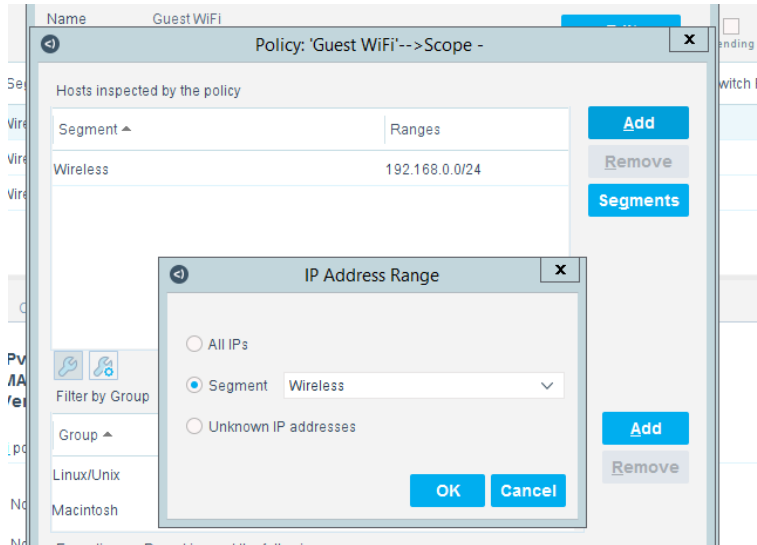 Name Guest WiFi
Policy: 'Guest WiFi'-->Scope - x
ending
Hosts inspected by the policy
Segment Ranges Add
Wireless 192.168.0.0/24 Remove
Segments
IP Address Range x
All IPs
Segment Wireless
Filter by Group
Unknown IP addresses
Group Add
Linux/Unix Remove
OK Cancel
Macintosh